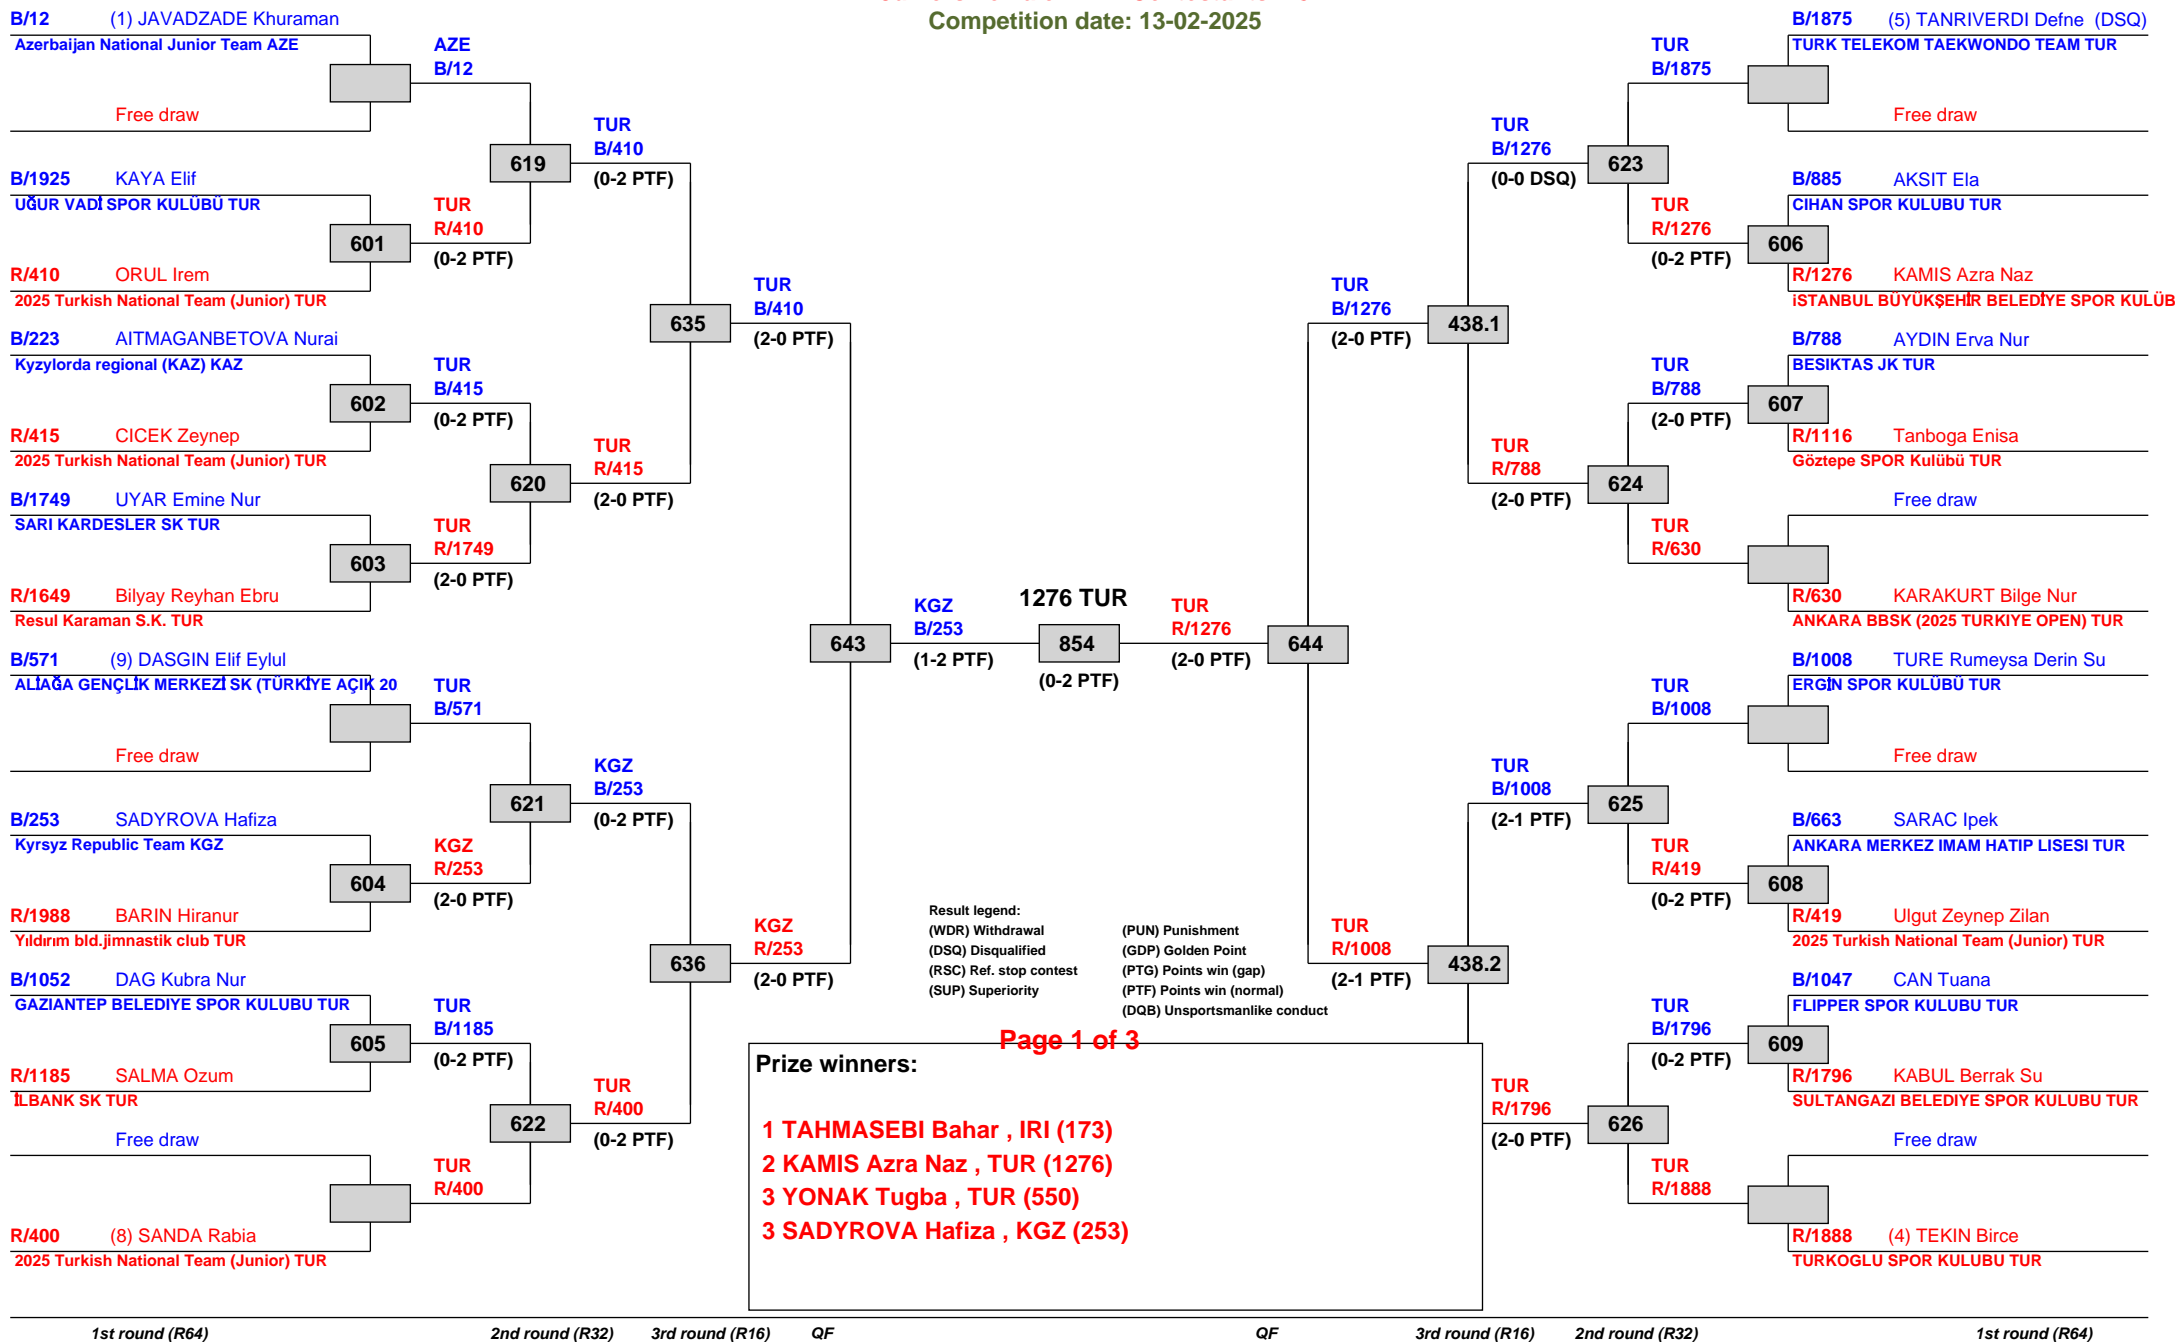 Competition date: 13-02-2025
B/12 (1) JAVADZADE Khuraman
Azerbaijan National Junior Team AZE
Free draw
B/1925 KAYA Elif
UĞUR VADİ SPOR KULÜBÜ TUR
601
R/410 ORUL Irem
2025 Turkish National Team (Junior) TUR
B/223 AITMAGANBETOVA Nurai
Kyzylorda regional (KAZ) KAZ
602
R/415 CICEK Zeynep
2025 Turkish National Team (Junior) TUR
B/1749 UYAR Emine Nur
SARI KARDESLER SK TUR
603
R/1649 Bilyay Reyhan Ebru
Resul Karaman S.K. TUR
B/571 (9) DASGIN Elif Eylul
ALİAĞA GENÇLİK MERKEZİ SK (TÜRKİYE AÇIK 20
Free draw
B/253 SADYROVA Hafiza
Kyrsyz Republic Team KGZ
604
R/1988 BARIN Hiranur
Yıldırım bld.jimnastik club TUR
B/1052 DAG Kubra Nur
GAZIANTEP BELEDIYE SPOR KULUBU TUR
605
R/1185 SALMA Ozum
İLBANK SK TUR
Free draw
R/400 (8) SANDA Rabia
2025 Turkish National Team (Junior) TUR
AZE
B/12
619
TUR
R/410
(0-2 PTF)
TUR
B/415
(0-2 PTF)
620
TUR
R/1749
(2-0 PTF)
TUR
B/571
621
KGZ
R/253
(2-0 PTF)
TUR
B/1185
(0-2 PTF)
622
TUR
R/400
TUR
B/410
(0-2 PTF)
635
TUR
R/415
(2-0 PTF)
KGZ
B/253
(0-2 PTF)
636
TUR
R/400
(0-2 PTF)
TUR
B/410
(2-0 PTF)
643
KGZ
R/253
(2-0 PTF)
KGZ
B/253
(1-2 PTF)
1276 TUR
854
(0-2 PTF)
TUR
R/1276
(2-0 PTF)
644
TUR
B/1276
(2-0 PTF)
TUR
R/1008
(2-1 PTF)
TUR
B/1276
(0-0 DSQ)
438.1
TUR
R/788
(2-0 PTF)
TUR
B/1008
(2-1 PTF)
438.2
TUR
R/1796
(2-0 PTF)
TUR
B/1875
623
TUR
R/1276
(0-2 PTF)
TUR
B/788
(2-0 PTF)
624
TUR
R/630
TUR
B/1008
625
TUR
R/419
(0-2 PTF)
TUR
B/1796
(0-2 PTF)
626
TUR
R/1888
B/1875 (5) TANRIVERDI Defne (DSQ)
TURK TELEKOM TAEKWONDO TEAM TUR
Free draw
B/885 AKSIT Ela
CIHAN SPOR KULUBU TUR
606
R/1276 KAMIS Azra Naz
iSTANBUL BÜYÜKŞEHİR BELEDİYE SPOR KULÜB
B/788 AYDIN Erva Nur
BESIKTAS JK TUR
607
R/1116 Tanboga Enisa
Göztepe SPOR Kulübü TUR
Free draw
R/630 KARAKURT Bilge Nur
ANKARA BBSK (2025 TURKIYE OPEN) TUR
B/1008 TURE Rumeysa Derin Su
ERGİN SPOR KULÜBÜ TUR
Free draw
B/663 SARAC Ipek
ANKARA MERKEZ IMAM HATIP LISESI TUR
608
R/419 Ulgut Zeynep Zilan
2025 Turkish National Team (Junior) TUR
B/1047 CAN Tuana
FLIPPER SPOR KULUBU TUR
609
R/1796 KABUL Berrak Su
SULTANGAZI BELEDIYE SPOR KULUBU TUR
Free draw
R/1888 (4) TEKIN Birce
TURKOGLU SPOR KULUBU TUR
Result legend:
(WDR) Withdrawal (PUN) Punishment
(DSQ) Disqualified (GDP) Golden Point
(RSC) Ref. stop contest (PTG) Points win (gap)
(SUP) Superiority (PTF) Points win (normal)
(DQB) Unsportsmanlike conduct
Page 1 of 3
Prize winners:
1 TAHMASEBI Bahar , IRI (173)
2 KAMIS Azra Naz , TUR (1276)
3 YONAK Tugba , TUR (550)
3 SADYROVA Hafiza , KGZ (253)
1st round (R64) 2nd round (R32) 3rd round (R16) QF QF 3rd round (R16) 2nd round (R32) 1st round (R64)